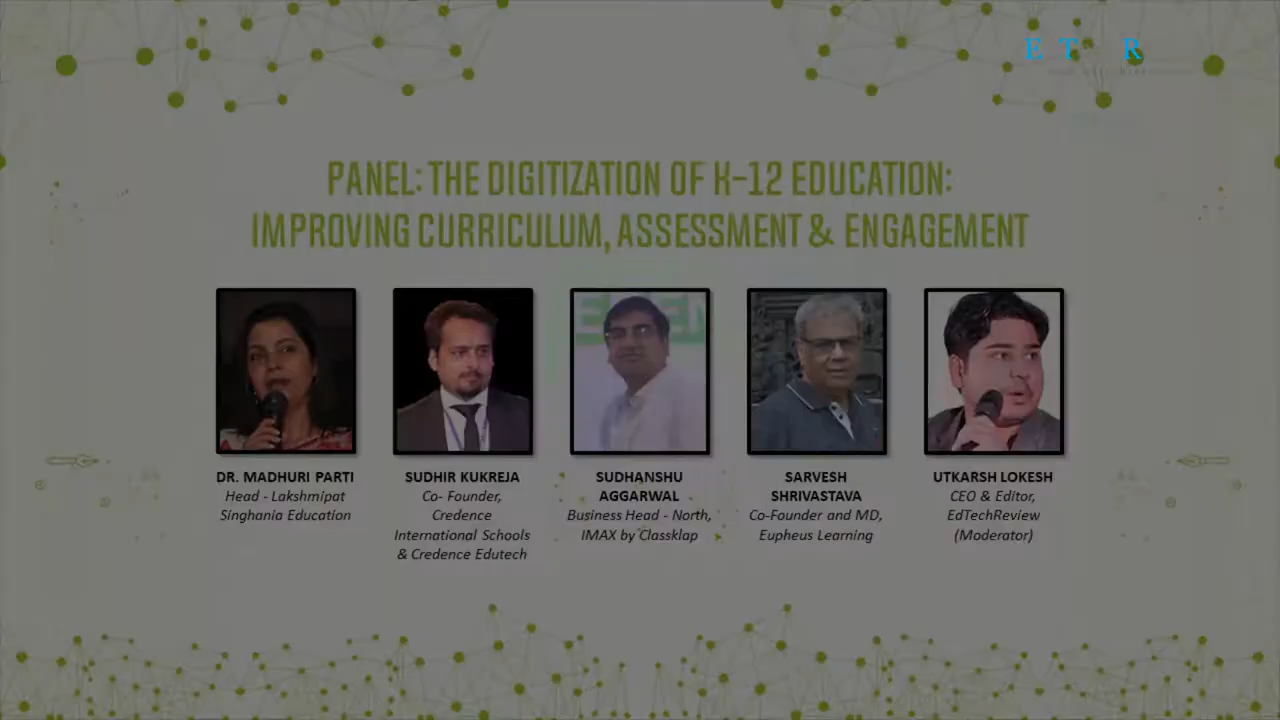 E T R
PANEL: THE DIGITIZATION OF K-12 EDUCATION:
IMPROVING CURRICULUM, ASSESSMENT & ENGAGEMENT
DR. MADHURI PARTI
Head - Lakshmipat
Singhania Education
SUDHIR KUKREJA
Co- Founder,
Credence
International Schools
& Credence Edutech
SUDHANSHU
AGGARWAL
Business Head - North,
IMAX by Classklap
SARVESH
SHRIVASTAVA
Co-Founder and MD,
Eupheus Learning
UTKARSH LOKESH
CEO & Editor,
EdTechReview
(Moderator)